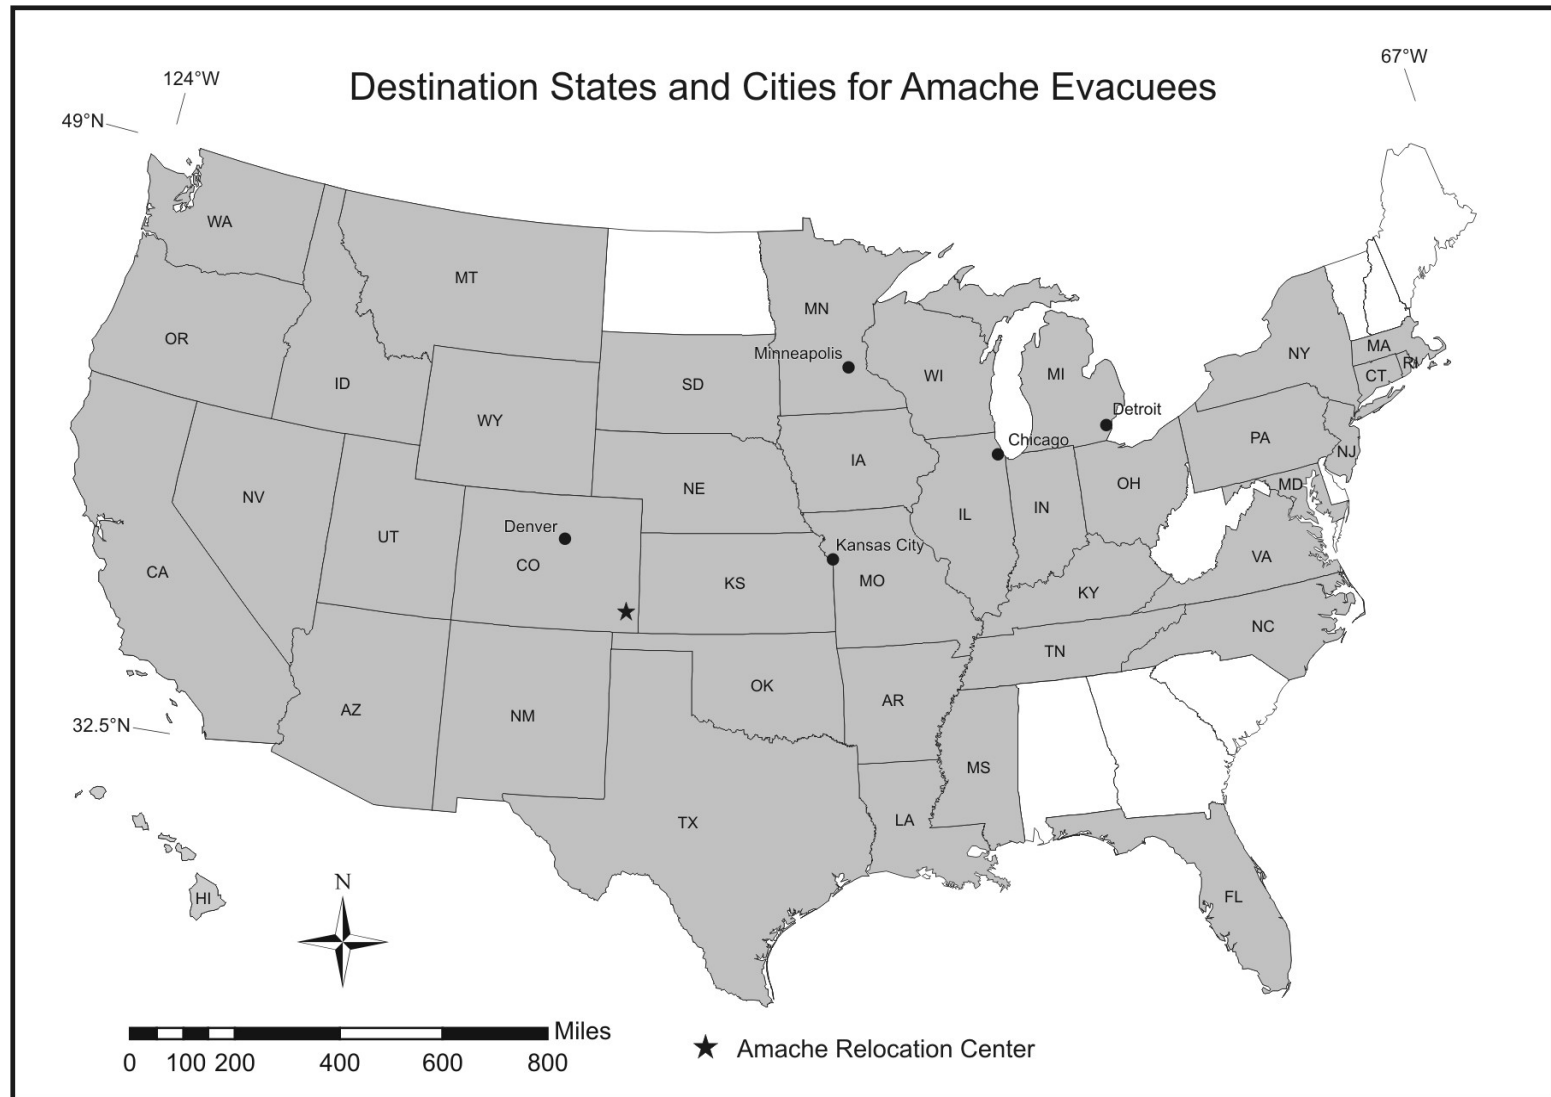 124°W
67°W
Destination States and Cities for Amache Evacuees
49°N
WA
MT
MN
OR
Minneapolis
NY
MA
RI
CT
ID
SD
WI
MI
Detroit
WY
Chicago
PA
IA
NJ
NV
NE
OH
MD
IL
IN
Denver
UT
Kansas City
CO
CA
KS
MO
VA
KY
NC
TN
OK
AZ
AR
NM
32.5°N
MS
TX
LA
FL
HI
N
Miles
0 100 200 400 600 800
Amache Relocation Center